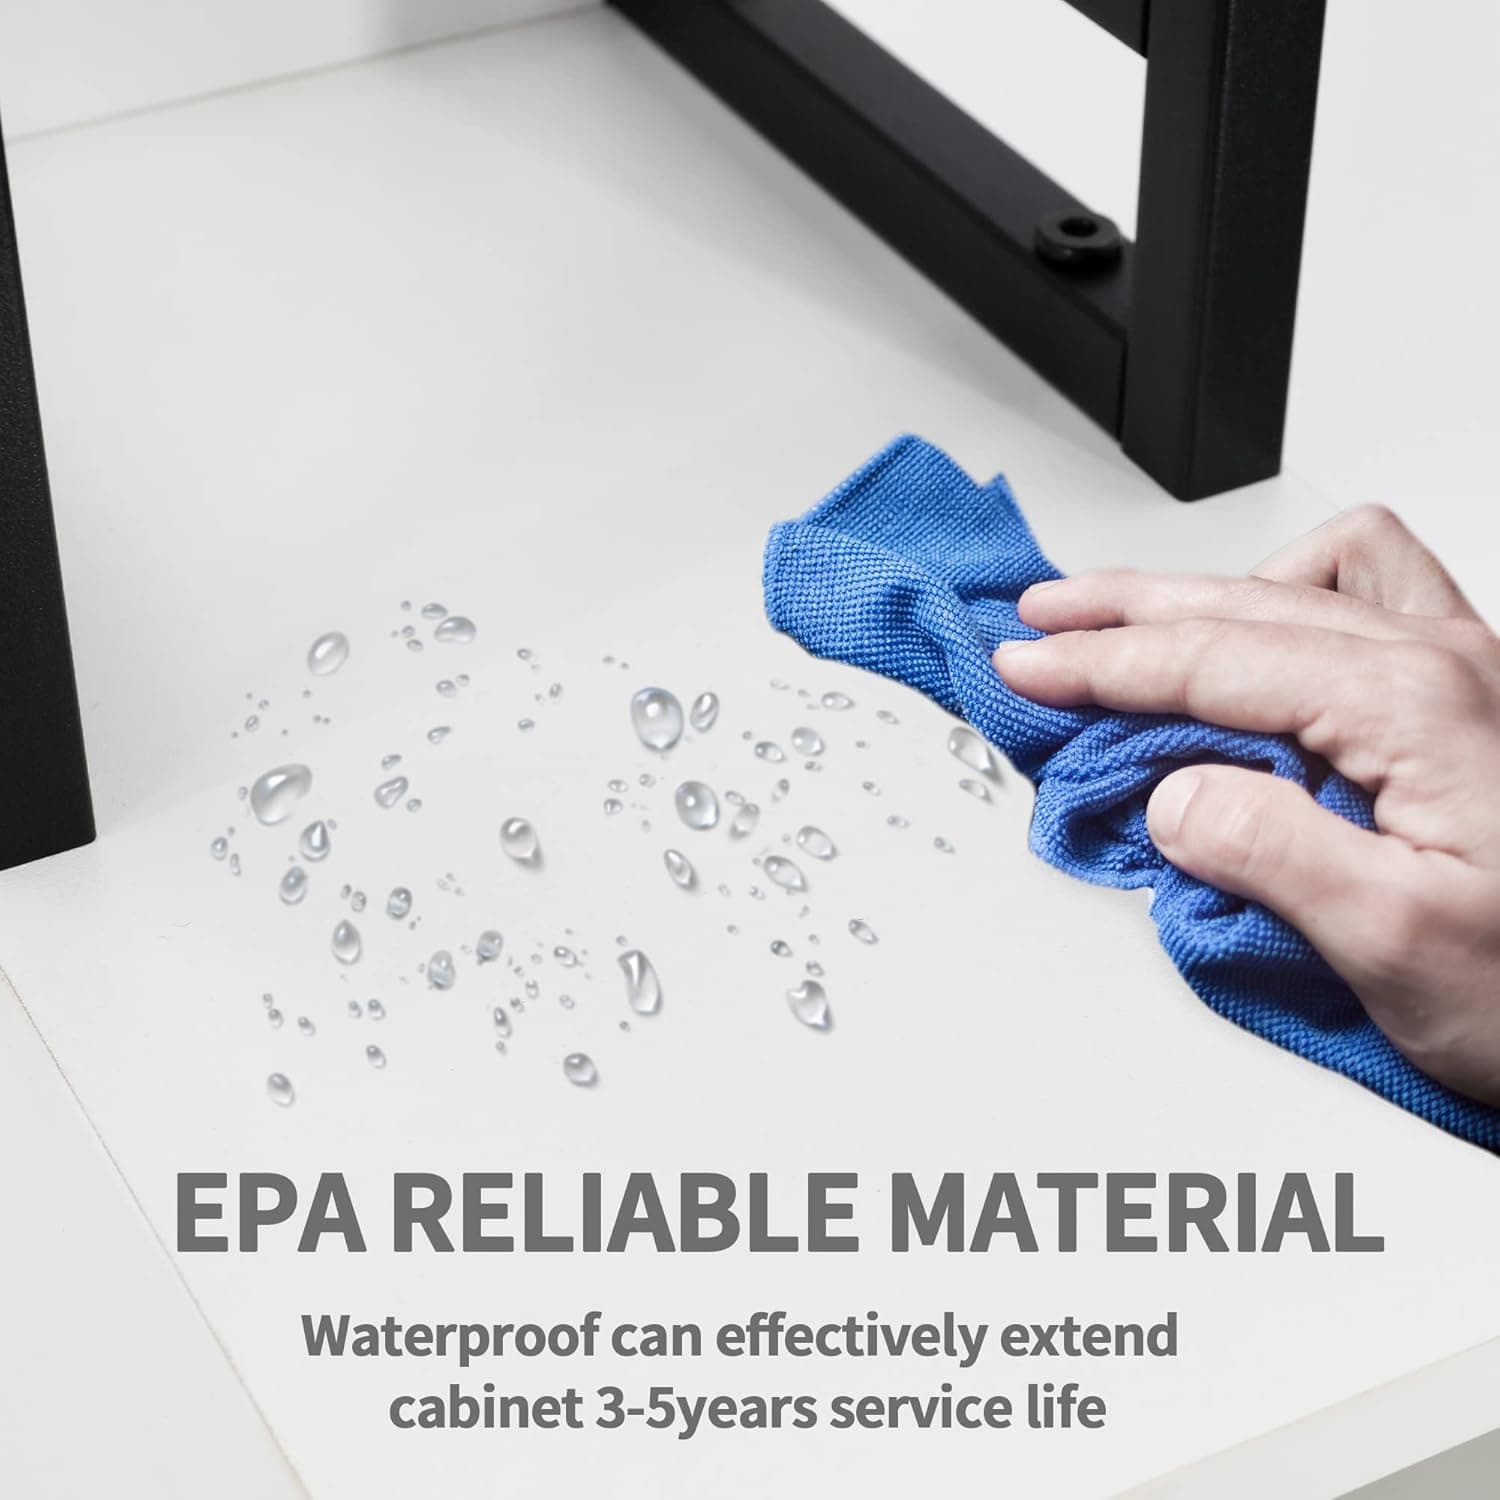 EPA RELIABLE MATERIAL
Waterproof can effectively extend
cabinet 3-5years service life